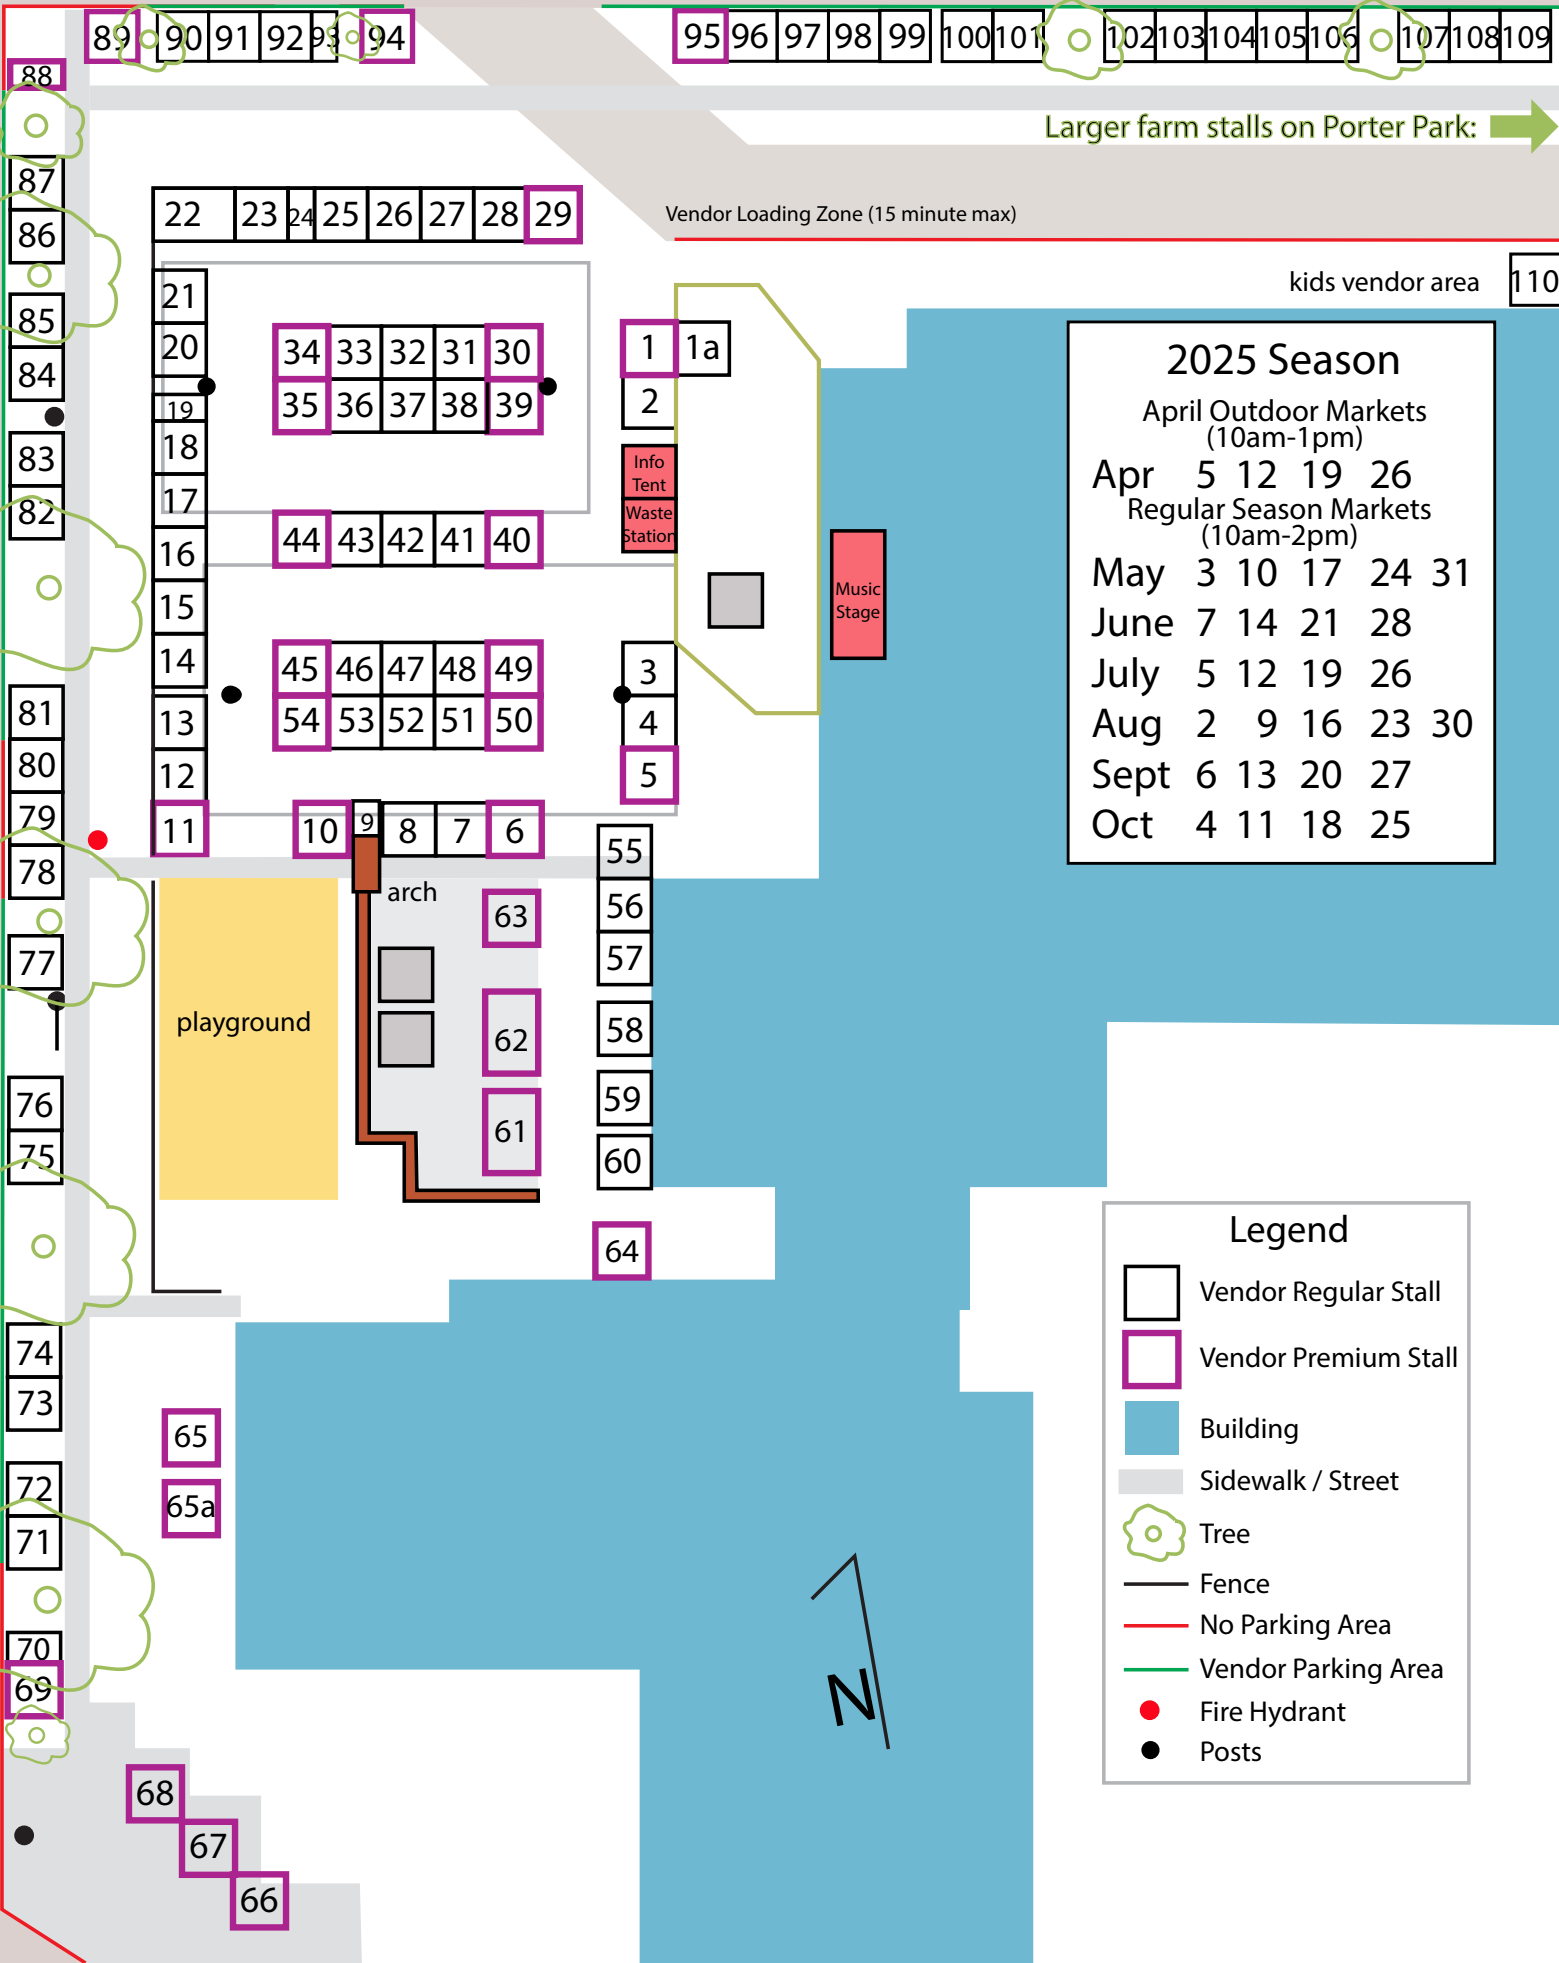 89 90 91 92 93 94 95 96 97 98 99 100 101 102 103 104 105 106 107 108 109
88
Larger farm stalls on Porter Park:
87
86
85
84
83
82
81
80
79
78
77
76
75
74
73
72
71
70
69
22 23 24 25 26 27 28 29
Vendor Loading Zone (15 minute max)
kids vendor area 110
21
20
19
18
17
16
15
14
13
12
11
34 33 32 31 30
35 36 37 38 39
44 43 42 41 40
45 46 47 48 49
54 53 52 51 50
10 9 8 7 6
1 1a
2
Info
Tent
Waste
Station
Music
Stage
3
4
5
2025 Season
April Outdoor Markets
(10am-1pm)
Apr 5 12 19 26
Regular Season Markets
(10am-2pm)
May 3 10 17 24 31
June 7 14 21 28
July 5 12 19 26
Aug 2 9 16 23 30
Sept 6 13 20 27
Oct 4 11 18 25
arch
playground
63
62
61
55
56
57
58
59
60
64
65
65a
68
67
66
N
Legend
Vendor Regular Stall
Vendor Premium Stall
Building
Sidewalk / Street
Tree
Fence
No Parking Area
Vendor Parking Area
Fire Hydrant
Posts